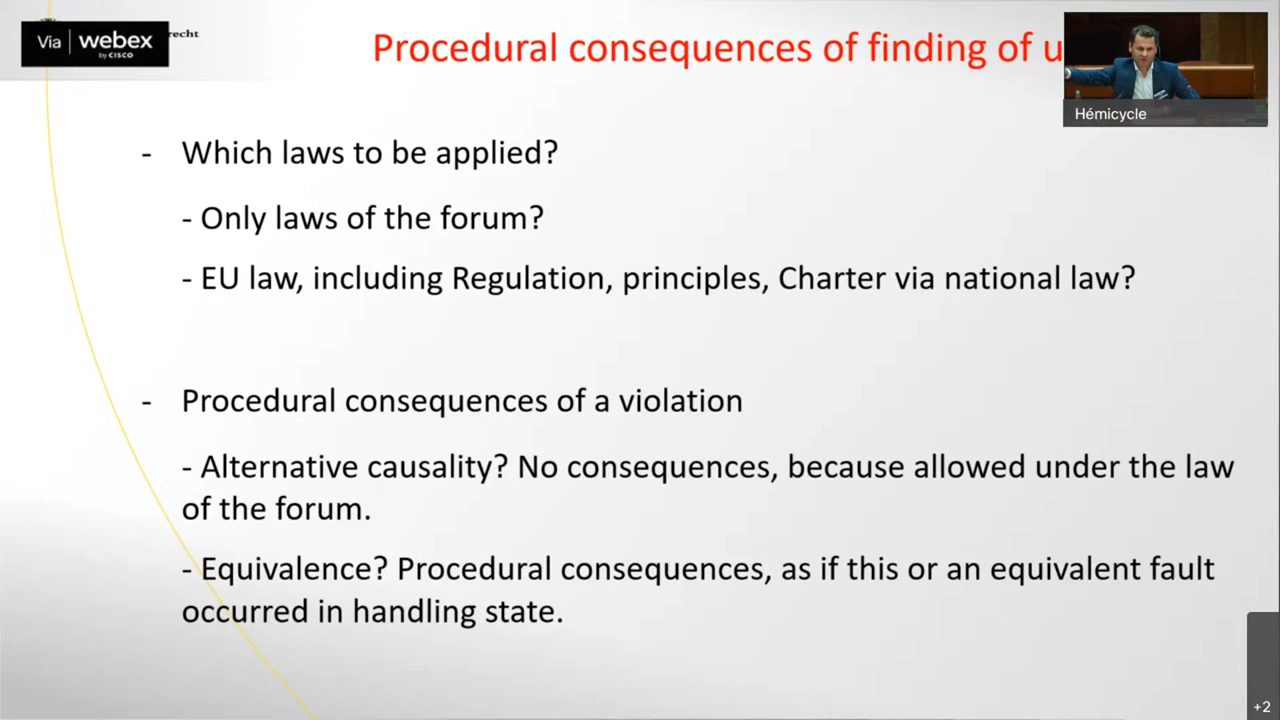 Via webex
by CISCO
recht
Procedural consequences of finding of u
Hémicycle
- Which laws to be applied?
- Only laws of the forum?
- EU law, including Regulation, principles, Charter via national law?
- Procedural consequences of a violation
- Alternative causality? No consequences, because allowed under the law
of the forum.
- Equivalence? Procedural consequences, as if this or an equivalent fault
occurred in handling state.
+2